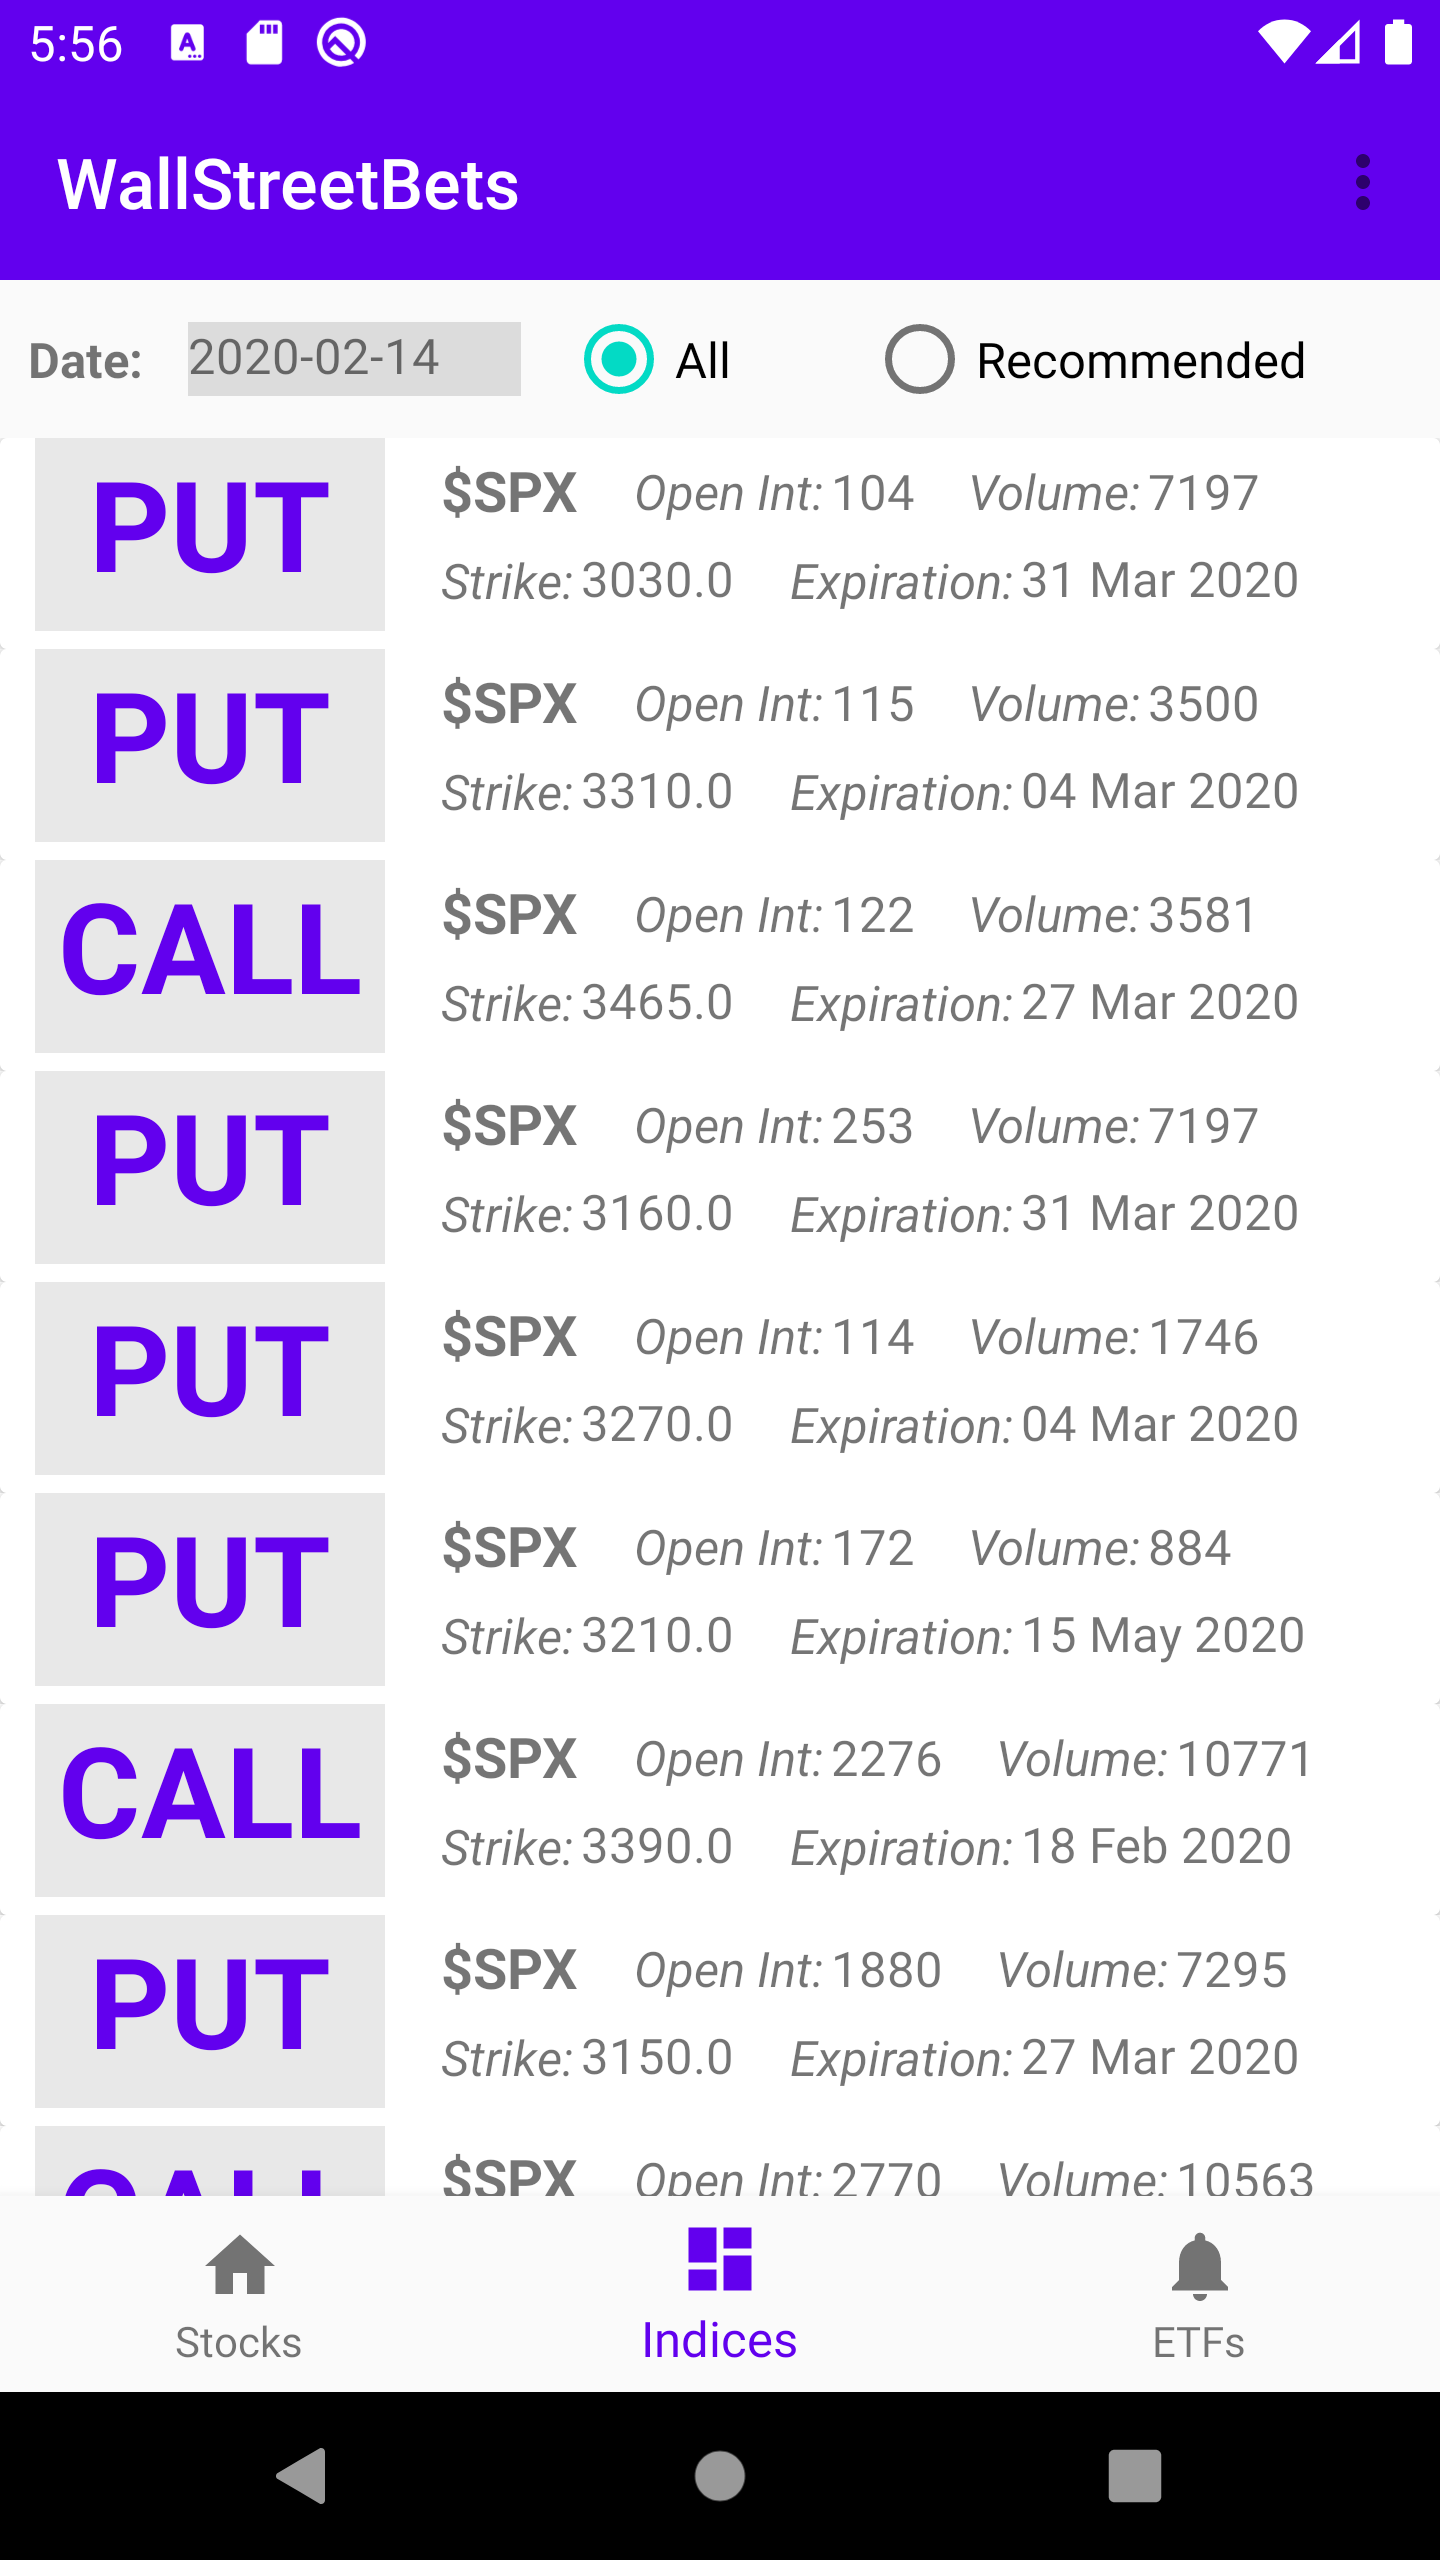 5:56
WallStreetBets
Date: 2020-02-14 All Recommended
PUT $SPX Open Int: 104 Volume: 7197
Strike: 3030.0 Expiration: 31 Mar 2020
PUT $SPX Open Int: 115 Volume: 3500
Strike: 3310.0 Expiration: 04 Mar 2020
CALL $SPX Open Int: 122 Volume: 3581
Strike: 3465.0 Expiration: 27 Mar 2020
PUT $SPX Open Int: 253 Volume: 7197
Strike: 3160.0 Expiration: 31 Mar 2020
PUT $SPX Open Int: 114 Volume: 1746
Strike: 3270.0 Expiration: 04 Mar 2020
PUT $SPX Open Int: 172 Volume: 884
Strike: 3210.0 Expiration: 15 May 2020
CALL $SPX Open Int: 2276 Volume: 10771
Strike: 3390.0 Expiration: 18 Feb 2020
PUT $SPX Open Int: 1880 Volume: 7295
Strike: 3150.0 Expiration: 27 Mar 2020
CALL $SPX Open Int: 2770 Volume: 10563
Stocks Indices ETFs